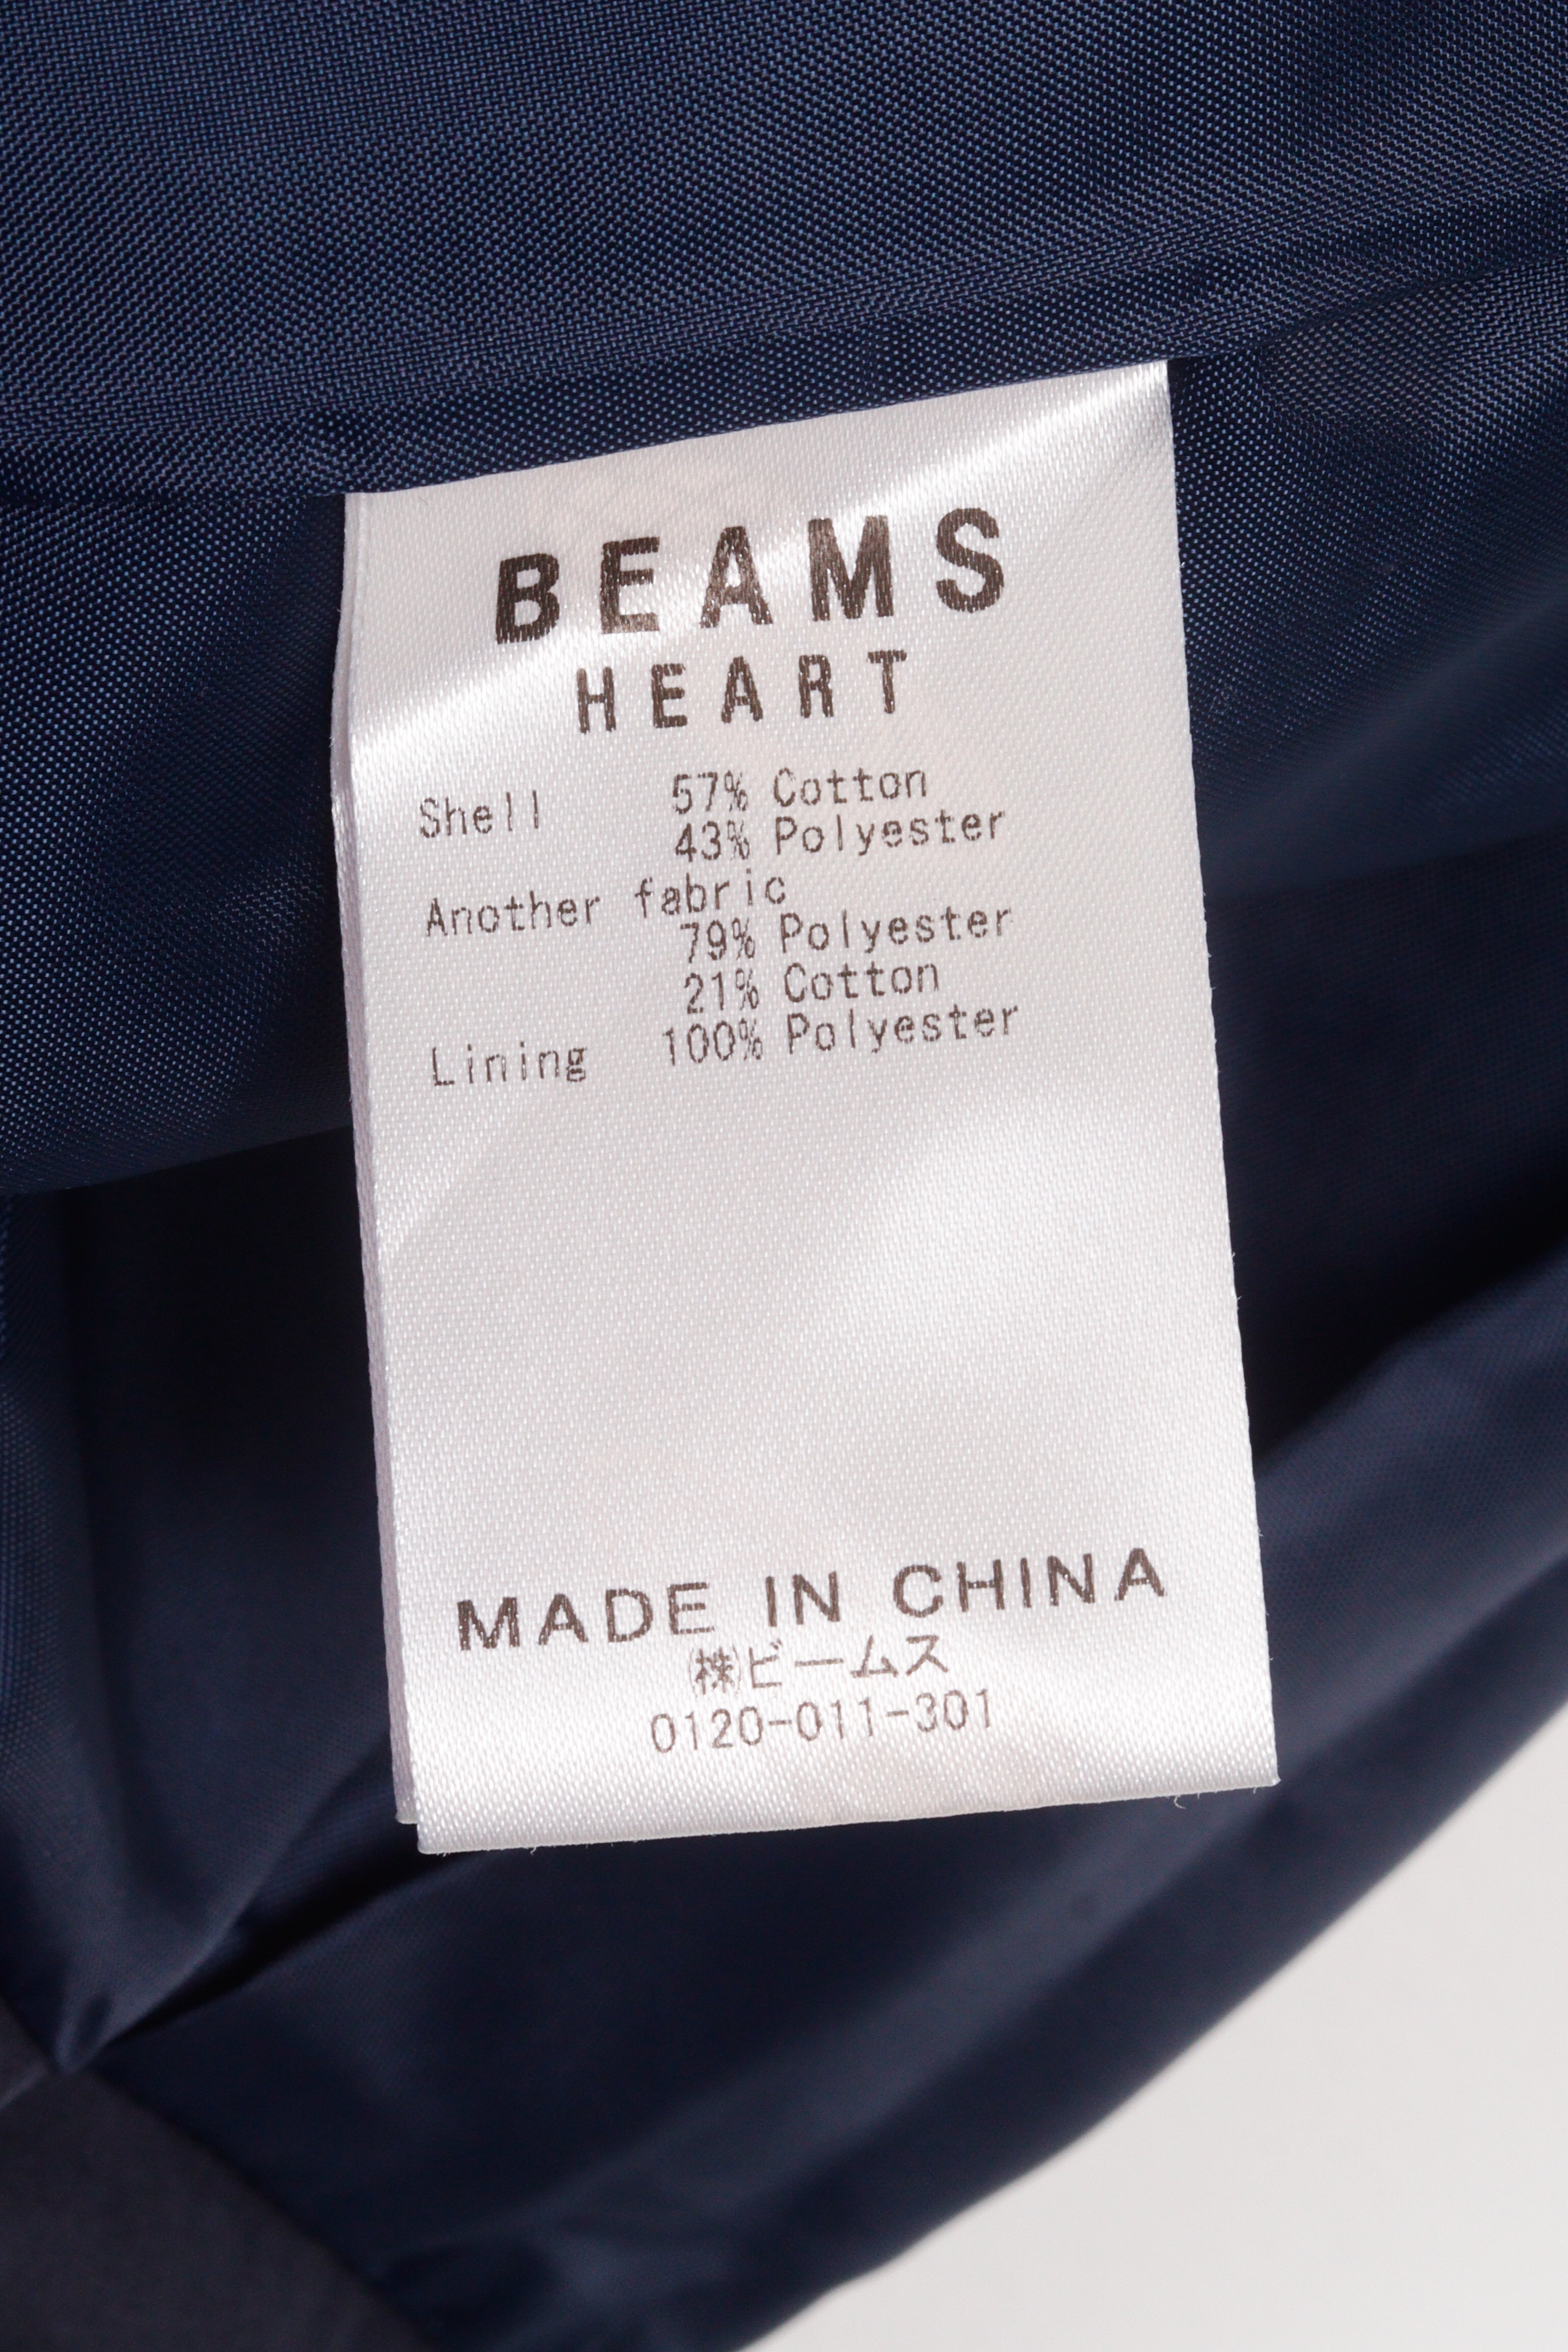 BEAMS
HEART
Shell 57% Cotton
43% Polyester
Another fabric
79% Polyester
21% Cotton
Lining 100% Polyester
MADE IN CHINA
㈱ビームス
0120-011-301